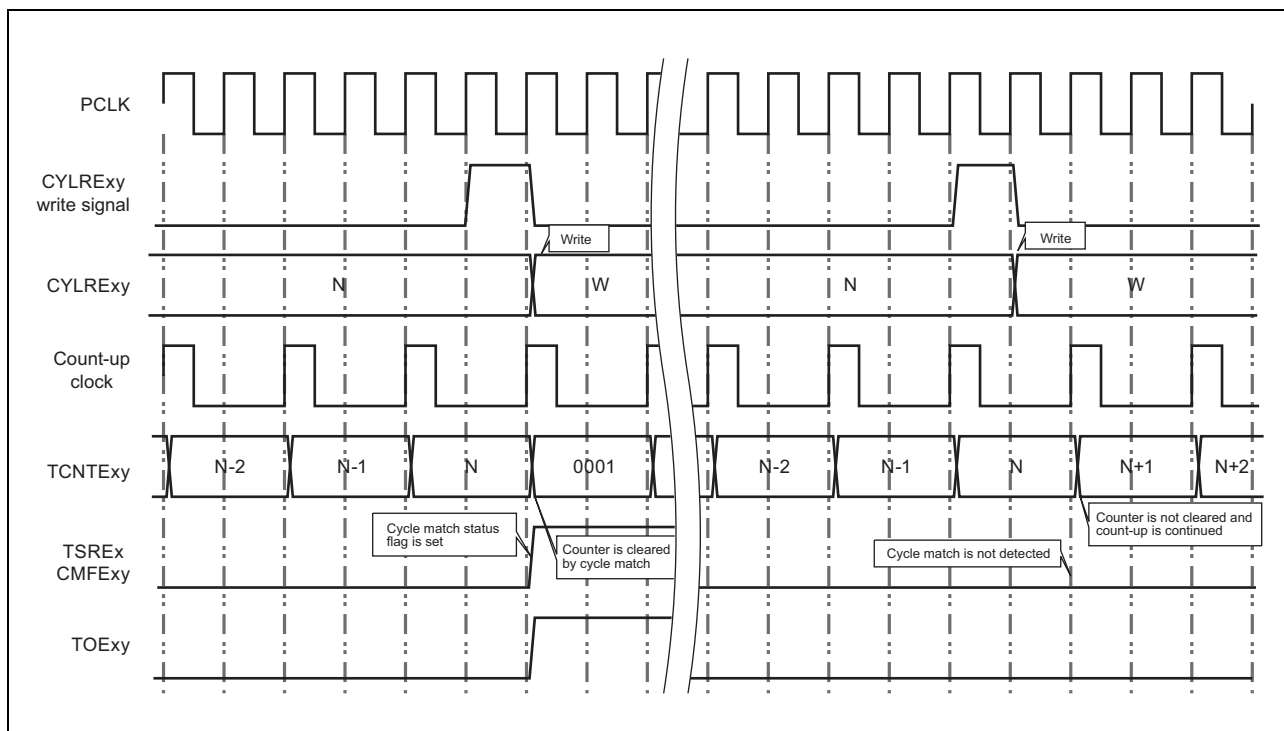 PCLK
CYLRExy
write signal
Write
Write
CYLRExy
N
W
N
W
Count-up
clock
TCNTExy
N-2
N-1
N
0001
N-2
N-1
N
N+1
N+2
Cycle match status
flag is set
Counter is cleared
by cycle match
Counter is not cleared and
count-up is continued
Cycle match is not detected
TSREx
CMFExy
TOExy